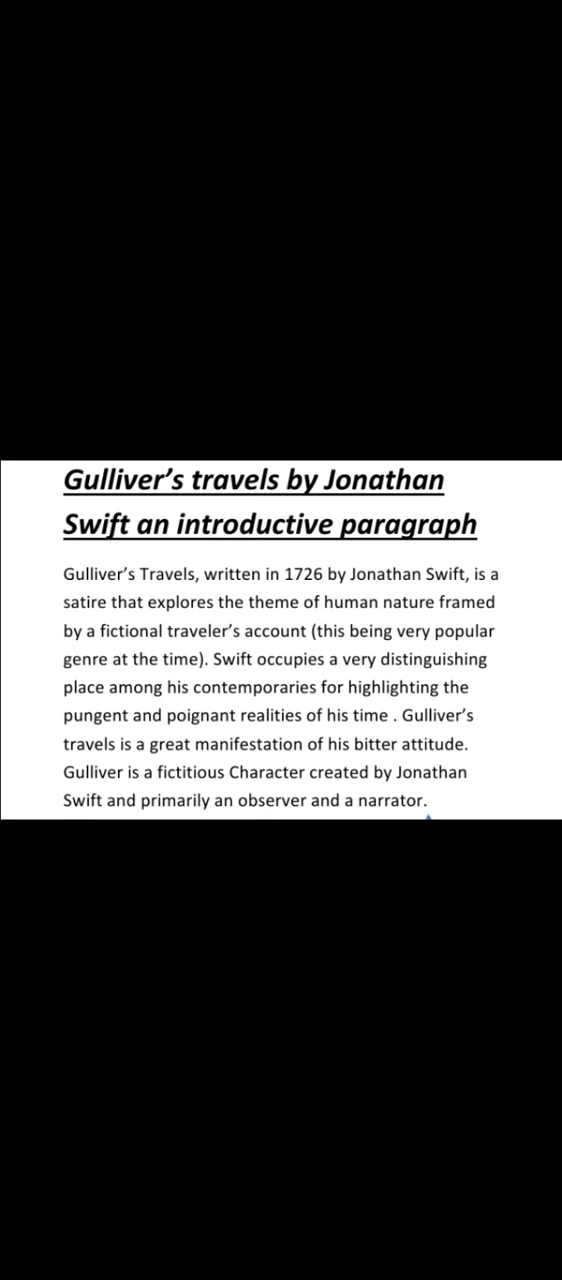 Gulliver’s travels by Jonathan
Swift an introductive paragraph
Gulliver’s Travels, written in 1726 by Jonathan Swift, is a
satire that explores the theme of human nature framed
by a fictional traveler’s account (this being very popular
genre at the time). Swift occupies a very distinguishing
place among his contemporaries for highlighting the
pungent and poignant realities of his time . Gulliver’s
travels is a great manifestation of his bitter attitude.
Gulliver is a fictitious Character created by Jonathan
Swift and primarily an observer and a narrator.